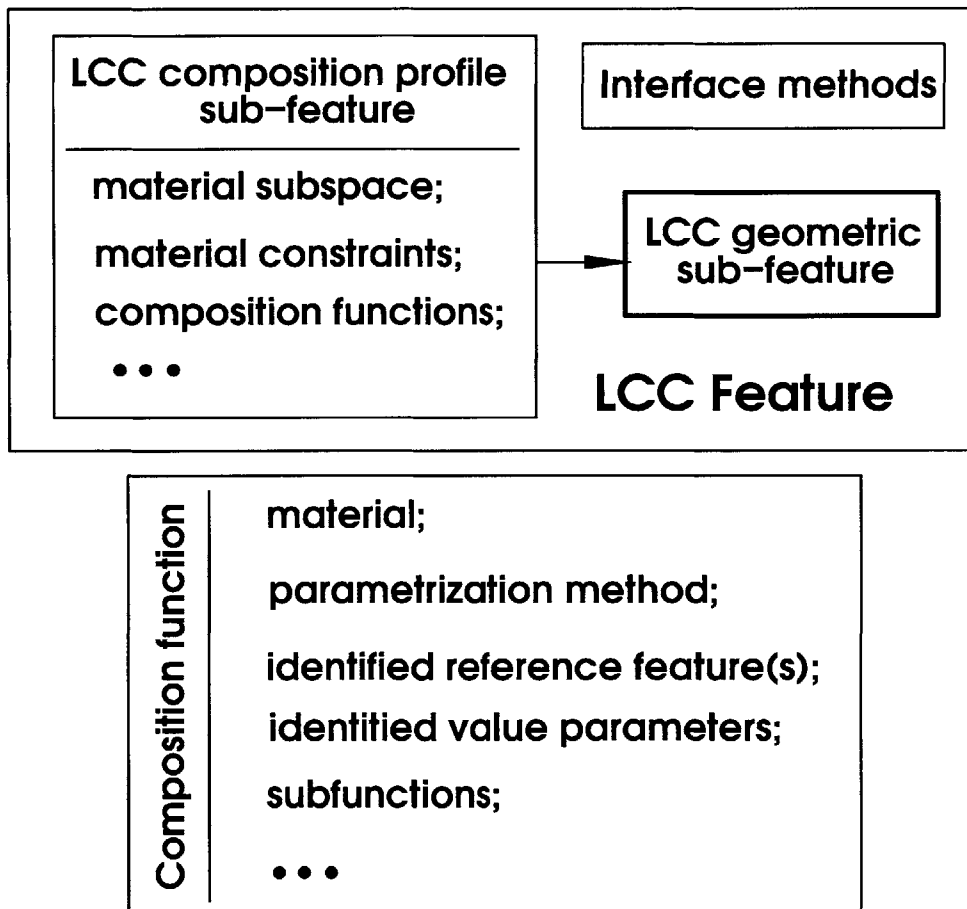 LCC composition profile
sub-feature
material subspace;
material constraints;
composition functions;
•••
Interface methods
LCC geometric
sub-feature
LCC Feature
Composition function
material;
parametrization method;
identified reference feature(s);
identified value parameters;
subfunctions;
•••